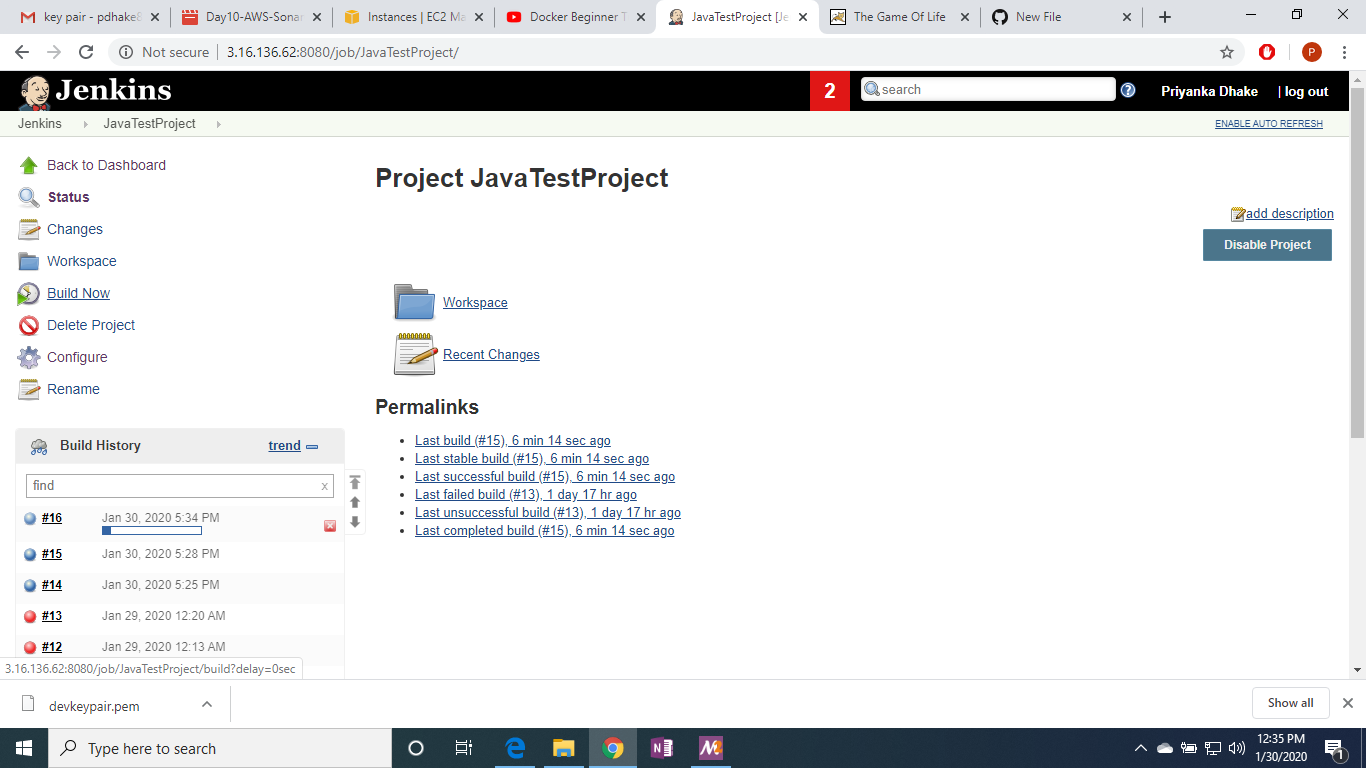 key pair - pdhake8
Day10-AWS-Sonar
Instances | EC2 Ma
Docker Beginner T
JavaTestProject [Je
The Game Of Life
New File
Not secure | 3.16.136.62:8080/job/JavaTestProject/
P
Jenkins
2
search
?
Priyanka Dhake
| log out
Jenkins
JavaTestProject
ENABLE AUTO REFRESH
Back to Dashboard
Status
Changes
Workspace
Build Now
Delete Project
Configure
Rename
Project JavaTestProject
add description
Disable Project
Workspace
Recent Changes
Permalinks
Last build (#15), 6 min 14 sec ago
Last stable build (#15), 6 min 14 sec ago
Last successful build (#15), 6 min 14 sec ago
Last failed build (#13), 1 day 17 hr ago
Last unsuccessful build (#13), 1 day 17 hr ago
Last completed build (#15), 6 min 14 sec ago
Build History
trend
find
x
#16 Jan 30, 2020 5:34 PM
#15 Jan 30, 2020 5:28 PM
#14 Jan 30, 2020 5:25 PM
#13 Jan 29, 2020 12:20 AM
#12 Jan 29, 2020 12:13 AM
3.16.136.62:8080/job/JavaTestProject/build?delay=0sec
devkeypair.pem
Show all
Type here to search
12:35 PM
1/30/2020
1